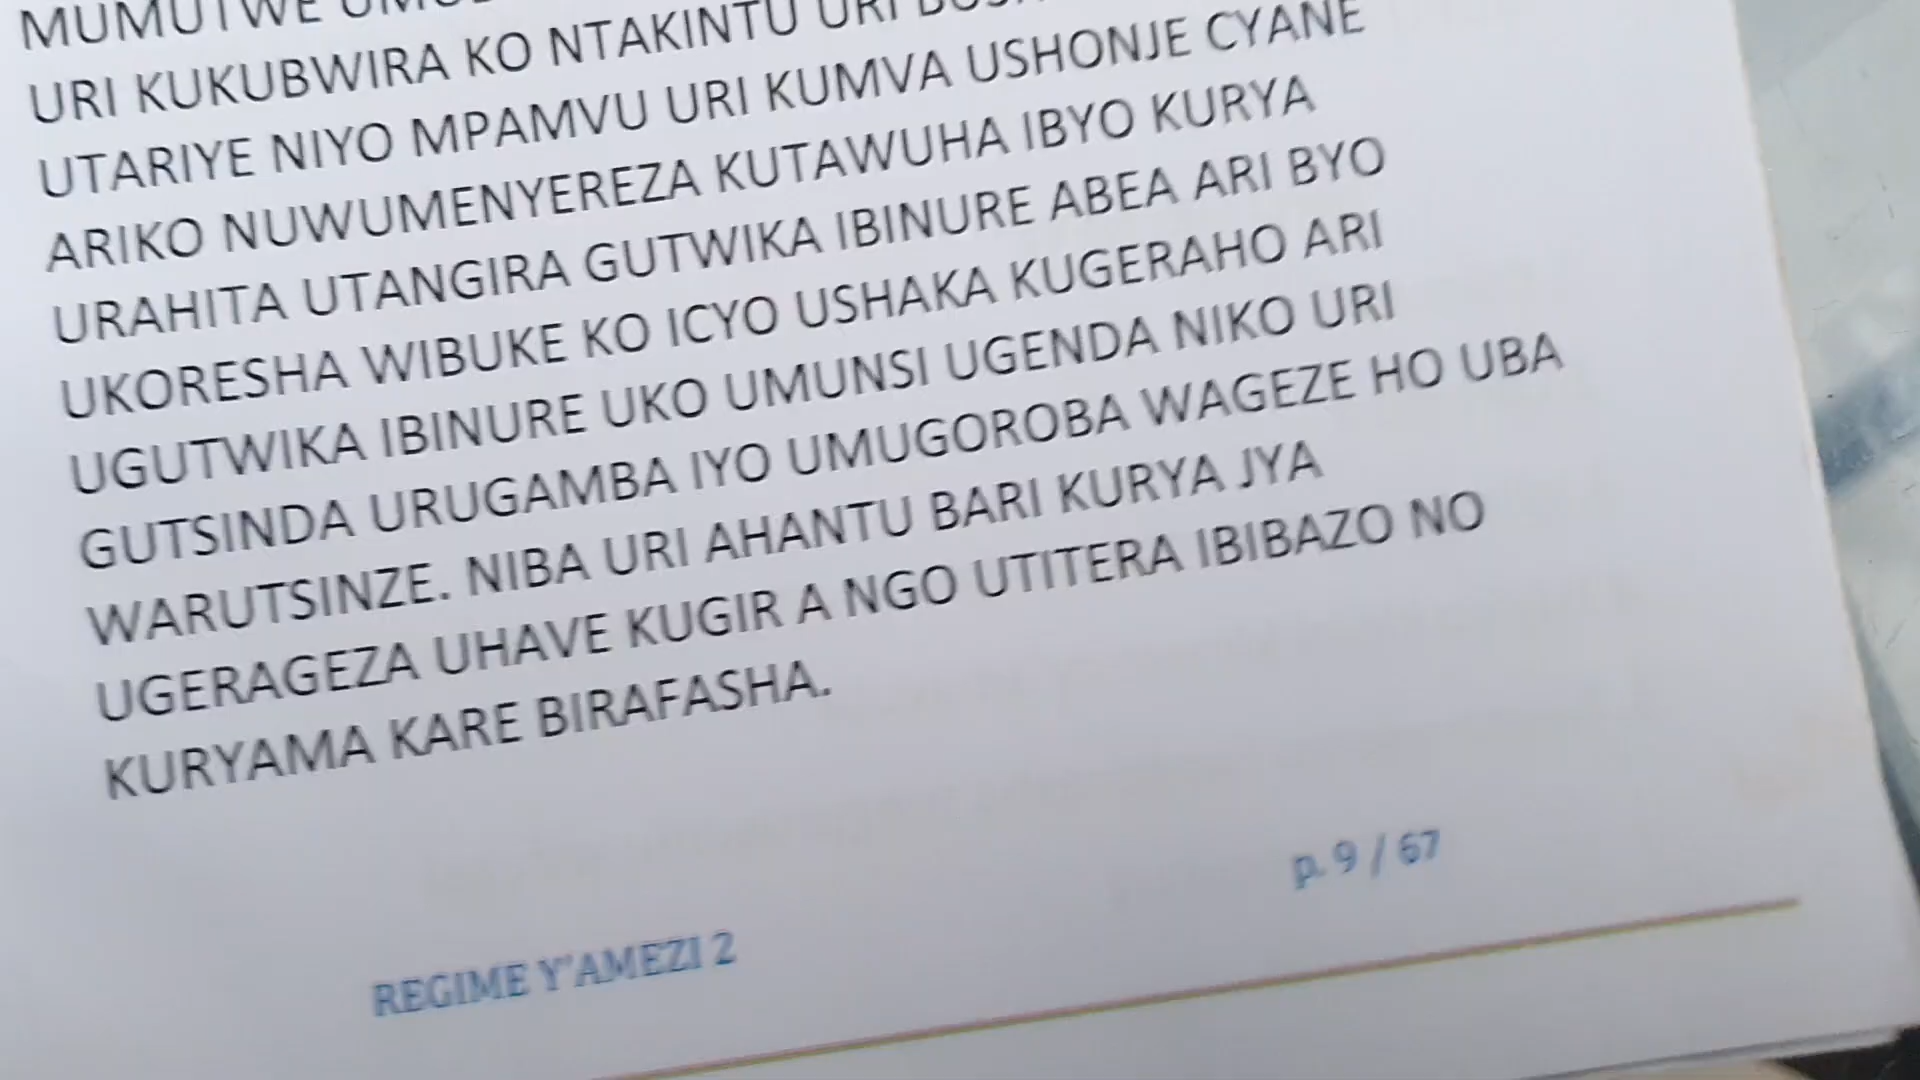 MUMUTWE
URI KUKUBWIRA KO NTAKINTU URI
UTARIYE NIYO MPAMVU URI KUMVA USHONJE CYANE
ARIKO NUWUMENYEREZA KUTAWUHA IBYO KURYA
URAHITA UTANGIRA GUTWIKA IBINURE ABEA ARI BYO
UKORESHA WIBUKE KO ICYO USHAKA KUGERAHO ARI
UGUTWIKA IBINURE UKO UMUNSI UGENDA NIKO URI
GUTSINDA URUGAMBA IYO UMUGOROBA WAGEZE HO UBA
WARUTSINZE. NIBA URI AHANTU BARI KURYA JYA
UGERAGEZA UHAVE KUGIR A NGO UTITERA IBIBAZO NO
KURYAMA KARE BIRAFASHA.
p. 9 / 67
REGIME Y'AMEZI 2